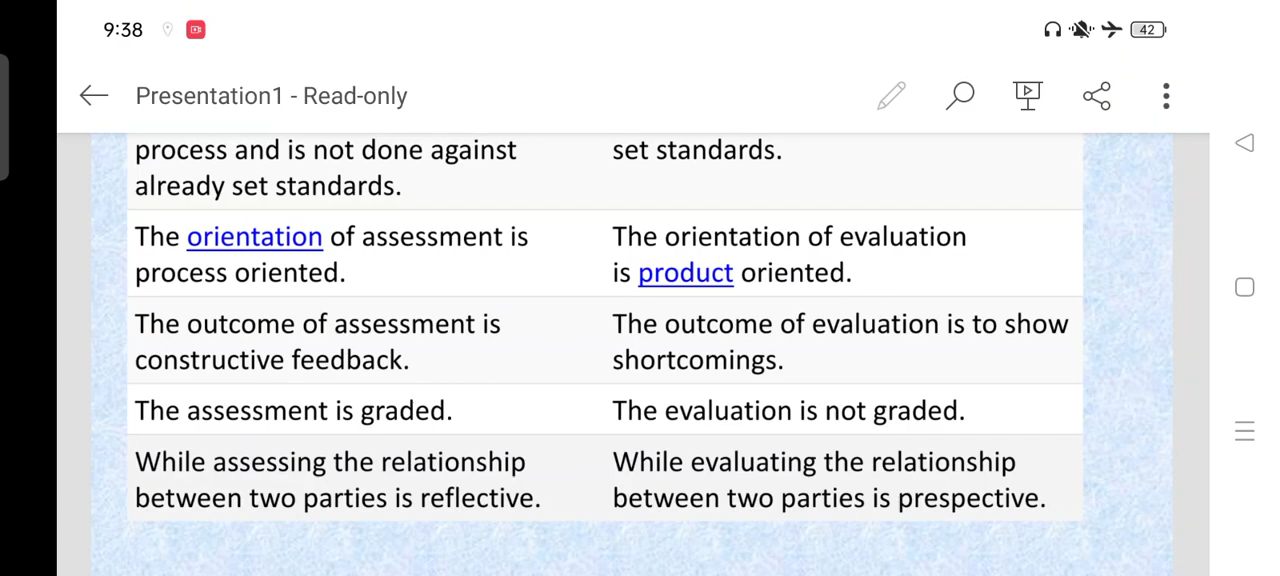 9:38
42
Presentation1 - Read-only
process and is not done against
already set standards.
set standards.
The orientation of assessment is
process oriented.
The orientation of evaluation
is product oriented.
The outcome of assessment is
constructive feedback.
The outcome of evaluation is to show
shortcomings.
The assessment is graded.
The evaluation is not graded.
While assessing the relationship
between two parties is reflective.
While evaluating the relationship
between two parties is prespective.